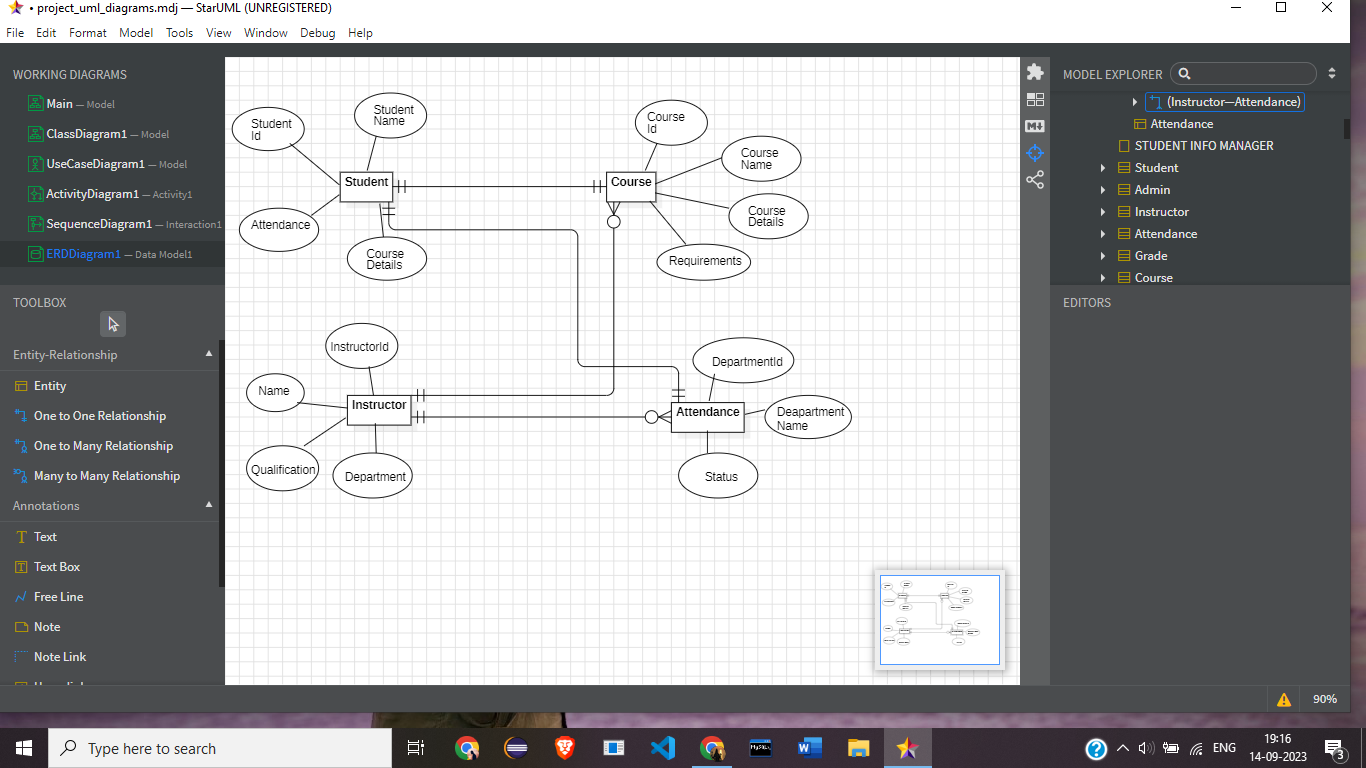 • project_uml_diagrams.mdj — StarUML (UNREGISTERED)
File Edit Format Model Tools View Window Debug Help
WORKING DIAGRAMS
Main — Model
ClassDiagram1 — Model
UseCaseDiagram1 — Model
ActivityDiagram1 — Activity1
SequenceDiagram1 — Interaction1
ERDDiagram1 — Data Model1
TOOLBOX
Entity-Relationship
Entity
One to One Relationship
One to Many Relationship
Many to Many Relationship
Annotations
Text
Text Box
Free Line
Note
Note Link
Student
Id
Student
Name
Student
Attendance
Course
Details
Course
Id
Course
Name
Course
Course
Details
Requirements
InstructorId
Name
Instructor
Qualification
Department
DepartmentId
Attendance
Deapartment
Name
Status
MODEL EXPLORER
(Instructor—Attendance)
Attendance
STUDENT INFO MANAGER
Student
Admin
Instructor
Attendance
Grade
Course
EDITORS
90%
Type here to search
MySQL
ENG
19:16
14-09-2023
3